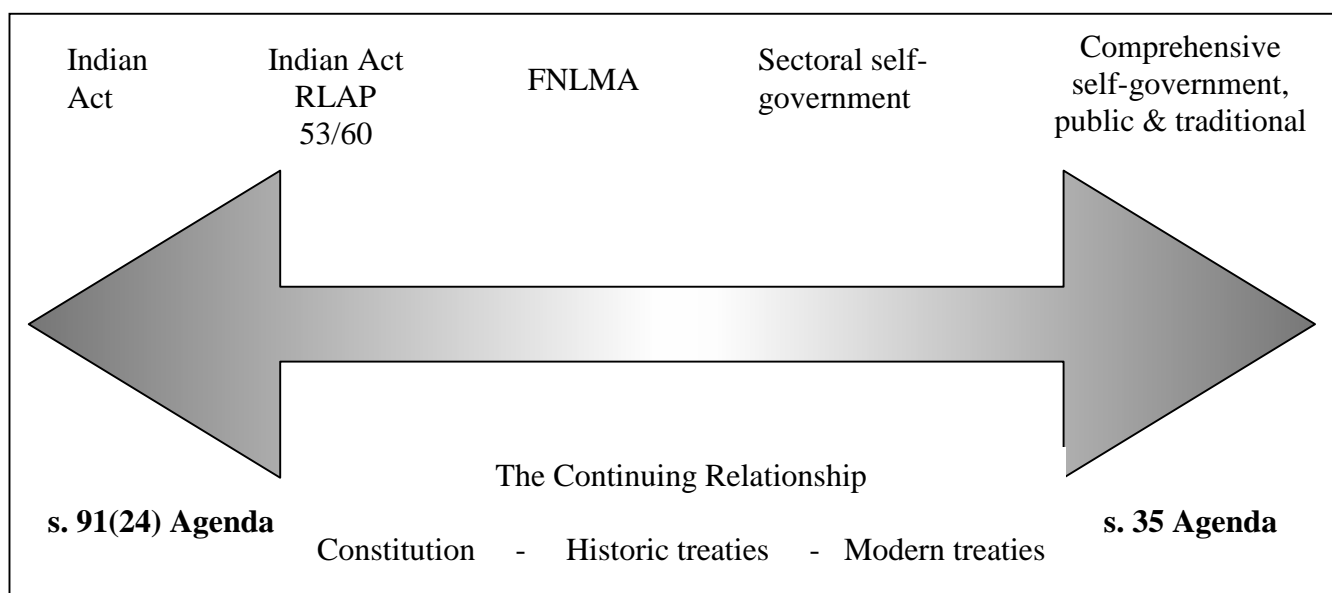 Indian
Act
Indian Act
RLAP
53/60
FNLMA
Sectoral self-
government
Comprehensive
self-government,
public & traditional
The Continuing Relationship
s. 91(24) Agenda
s. 35 Agenda
Constitution - Historic treaties - Modern treaties